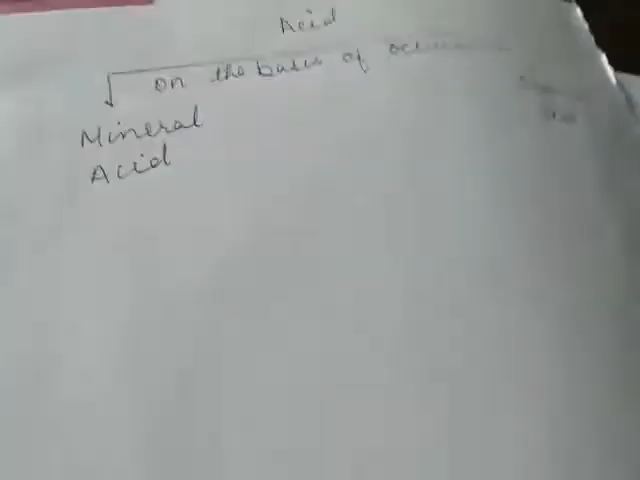 Acid
on the basis of
Mineral
Acid